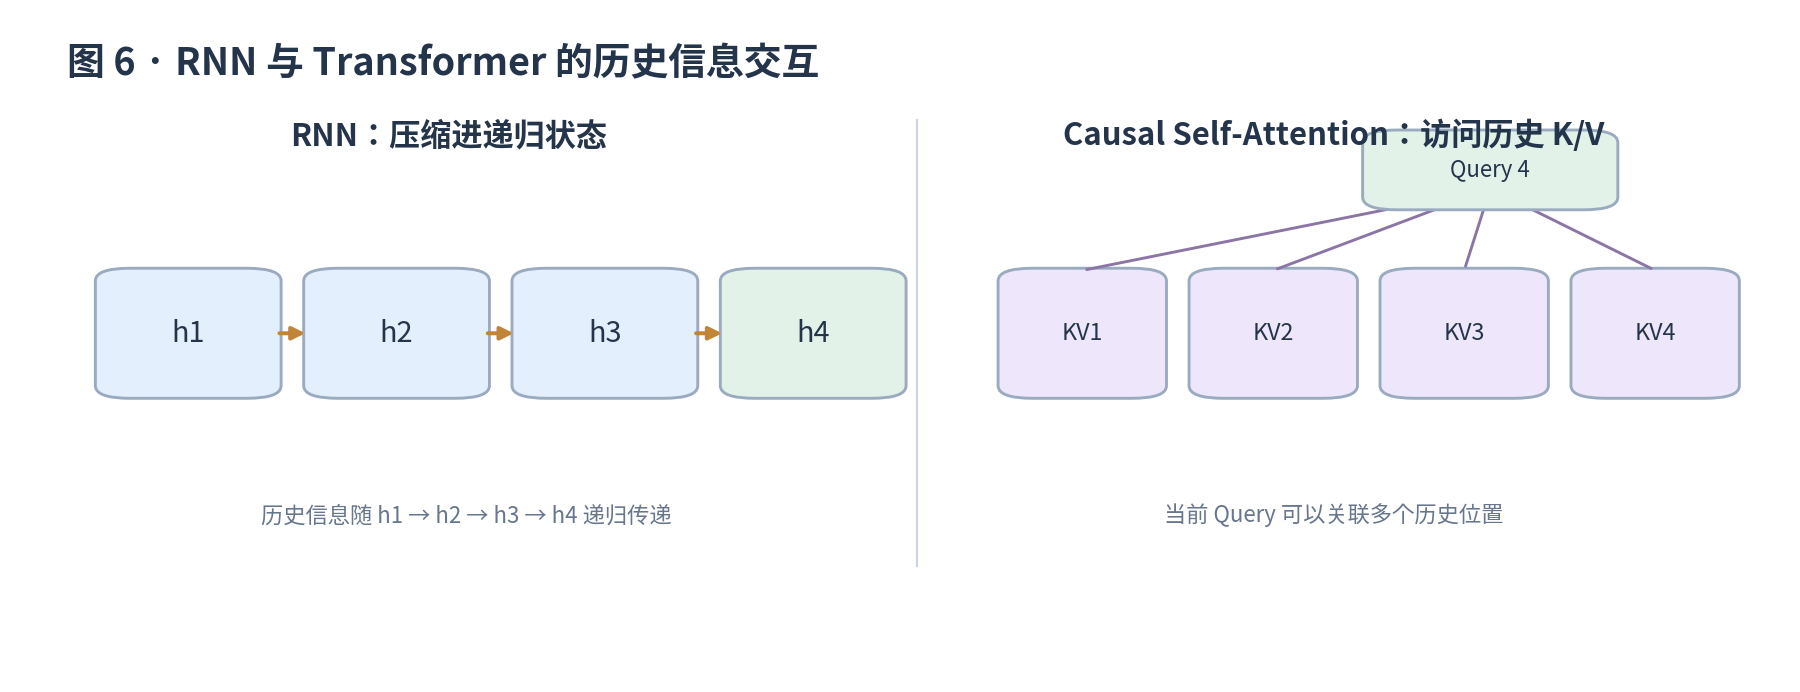 图 6 · RNN 与 Transformer 的历史信息交互
RNN：压缩进递归状态
h1
h2
h3
h4
历史信息随 h1 → h2 → h3 → h4 递归传递
Causal Self-Attention：访问历史 K/V
Query 4
KV1
KV2
KV3
KV4
当前 Query 可以关联多个历史位置